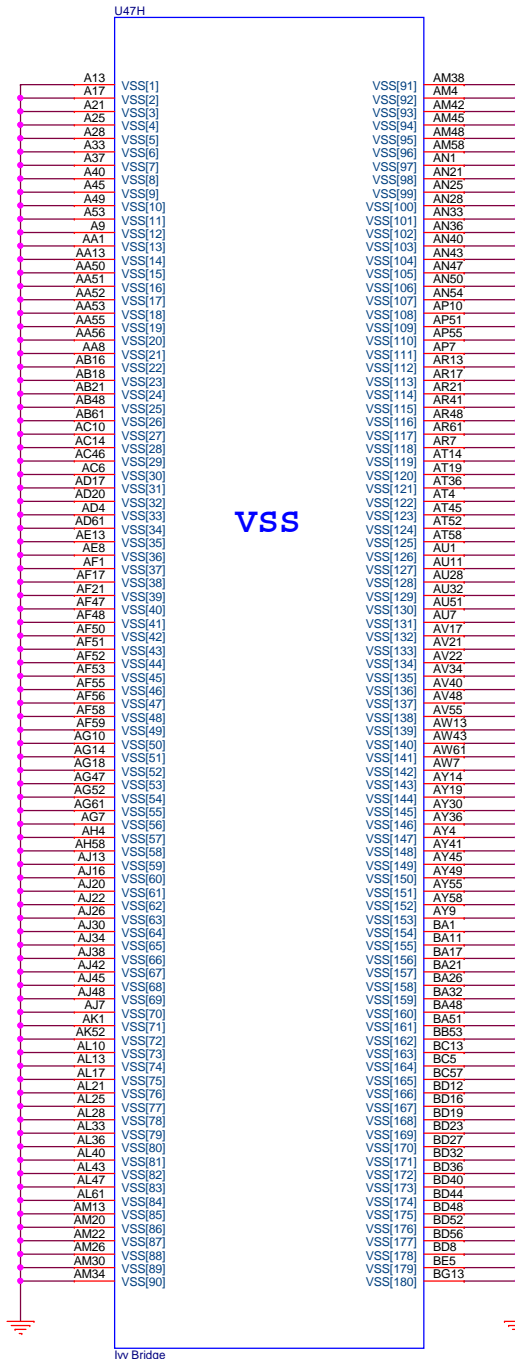 U47H
A13 VSS[1] VSS[91] AM38
A17 VSS[2] VSS[92] AM4
A21 VSS[3] VSS[93] AM42
A25 VSS[4] VSS[94] AM45
A28 VSS[5] VSS[95] AM48
A33 VSS[6] VSS[96] AM58
A37 VSS[7] VSS[97] AN1
A40 VSS[8] VSS[98] AN21
A45 VSS[9] VSS[99] AN25
A49 VSS[10] VSS[100] AN28
A53 VSS[11] VSS[101] AN33
A9 VSS[12] VSS[102] AN36
AA1 VSS[13] VSS[103] AN40
AA13 VSS[14] VSS[104] AN43
AA50 VSS[15] VSS[105] AN47
AA51 VSS[16] VSS[106] AN50
AA52 VSS[17] VSS[107] AN54
AA53 VSS[18] VSS[108] AP10
AA55 VSS[19] VSS[109] AP51
AA56 VSS[20] VSS[110] AP55
AA8 VSS[21] VSS[111] AP7
AB16 VSS[22] VSS[112] AR13
AB18 VSS[23] VSS[113] AR17
AB21 VSS[24] VSS[114] AR21
AB48 VSS[25] VSS[115] AR41
AB61 VSS[26] VSS[116] AR48
AC10 VSS[27] VSS[117] AR61
AC14 VSS[28] VSS[118] AR7
AC46 VSS[29] VSS[119] AT14
AC6 VSS[30] VSS[120] AT19
AD17 VSS[31] VSS[121] AT36
AD20 VSS[32] VSS[122] AT4
AD4 VSS[33] VSS[123] AT45
VSS
AD61 VSS[34] VSS[124] AT52
AE13 VSS[35] VSS[125] AT58
AE8 VSS[36] VSS[126] AU1
AF1 VSS[37] VSS[127] AU11
AF17 VSS[38] VSS[128] AU28
AF21 VSS[39] VSS[129] AU32
AF47 VSS[40] VSS[130] AU51
AF48 VSS[41] VSS[131] AU7
AF50 VSS[42] VSS[132] AV17
AF51 VSS[43] VSS[133] AV21
AF52 VSS[44] VSS[134] AV22
AF53 VSS[45] VSS[135] AV34
AF55 VSS[46] VSS[136] AV40
AF56 VSS[47] VSS[137] AV48
AF58 VSS[48] VSS[138] AV55
AF59 VSS[49] VSS[139] AW13
AG10 VSS[50] VSS[140] AW43
AG14 VSS[51] VSS[141] AW61
AG18 VSS[52] VSS[142] AW7
AG47 VSS[53] VSS[143] AY14
AG52 VSS[54] VSS[144] AY19
AG61 VSS[55] VSS[145] AY30
AG7 VSS[56] VSS[146] AY36
AH4 VSS[57] VSS[147] AY4
AH58 VSS[58] VSS[148] AY41
AJ13 VSS[59] VSS[149] AY45
AJ16 VSS[60] VSS[150] AY49
AJ20 VSS[61] VSS[151] AY55
AJ22 VSS[62] VSS[152] AY58
AJ26 VSS[63] VSS[153] AY9
AJ30 VSS[64] VSS[154] BA1
AJ34 VSS[65] VSS[155] BA11
AJ38 VSS[66] VSS[156] BA17
AJ42 VSS[67] VSS[157] BA21
AJ45 VSS[68] VSS[158] BA26
AJ48 VSS[69] VSS[159] BA32
AJ7 VSS[70] VSS[160] BA48
AK1 VSS[71] VSS[161] BA51
AK52 VSS[72] VSS[162] BB53
AL10 VSS[73] VSS[163] BC13
AL13 VSS[74] VSS[164] BC5
AL17 VSS[75] VSS[165] BC57
AL21 VSS[76] VSS[166] BD12
AL25 VSS[77] VSS[167] BD16
AL28 VSS[78] VSS[168] BD19
AL33 VSS[79] VSS[169] BD23
AL36 VSS[80] VSS[170] BD27
AL40 VSS[81] VSS[171] BD32
AL43 VSS[82] VSS[172] BD36
AL47 VSS[83] VSS[173] BD40
AL61 VSS[84] VSS[174] BD44
AM13 VSS[85] VSS[175] BD48
AM20 VSS[86] VSS[176] BD52
AM22 VSS[87] VSS[177] BD56
AM26 VSS[88] VSS[178] BD8
AM30 VSS[89] VSS[179] BE5
AM34 VSS[90] VSS[180] BG13
Ivy Bridge